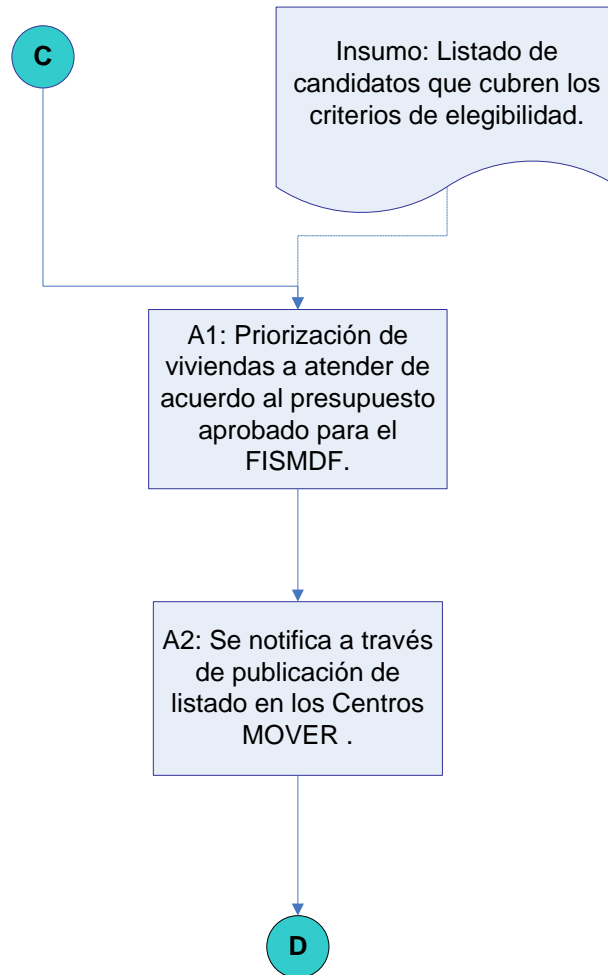 C
Insumo: Listado de
candidatos que cubren los
criterios de elegibilidad.
A1: Priorización de
viviendas a atender de
acuerdo al presupuesto
aprobado para el
FISMDF.
A2: Se notifica a través
de publicación de
listado en los Centros
MOVER .
D